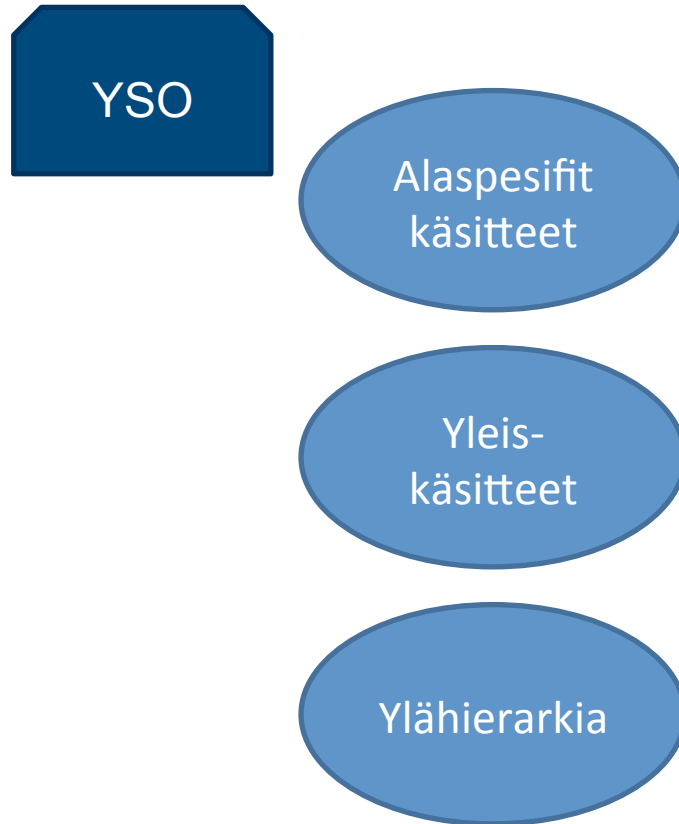 YSO
Alaspesifit
käsitteet
Yleis-
käsitteet
Ylähierarkia